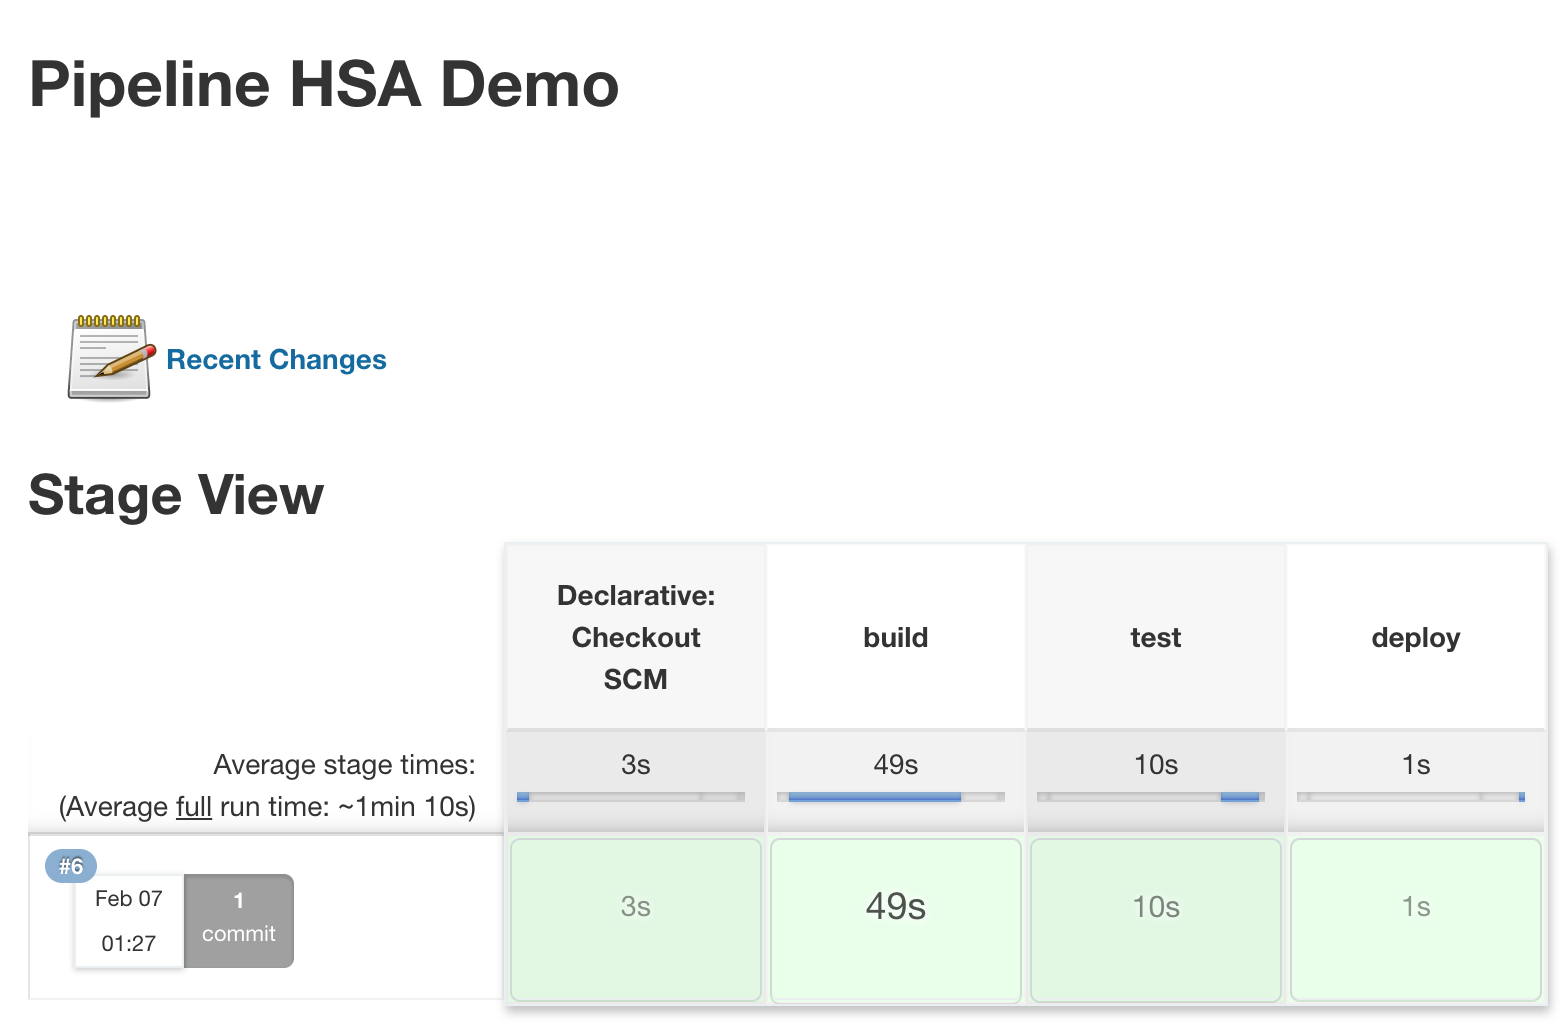 Pipeline HSA Demo
Recent Changes
Stage View
Declarative:
Checkout
SCM
build
test
deploy
Average stage times:
(Average full run time: ~1min 10s)
3s
49s
10s
1s
#6
Feb 07
01:27
1
commit
3s
49s
10s
1s